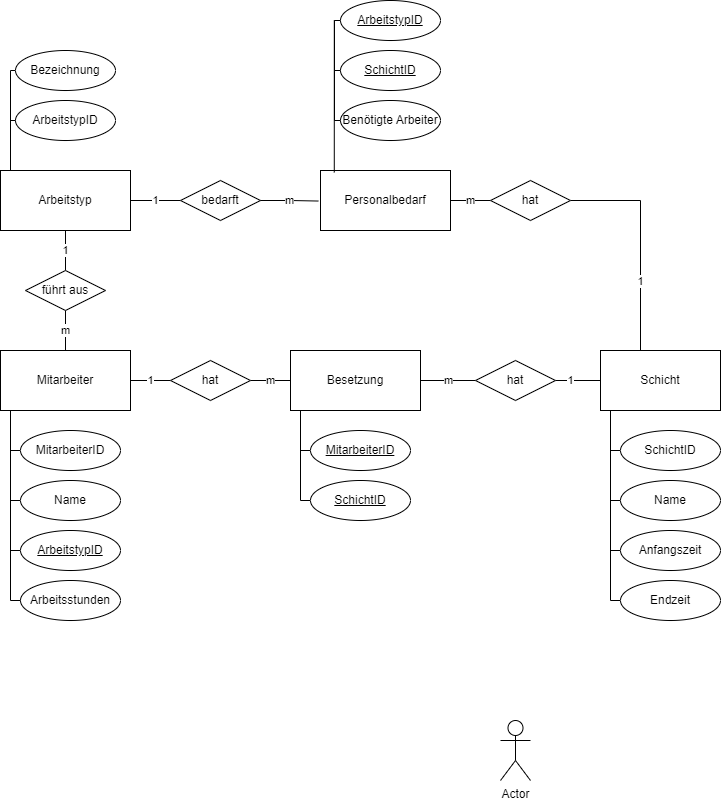 ArbeitstypID
Bezeichnung
SchichtID
ArbeitstypID
Benötigte Arbeiter
Arbeitstyp
1
bedarft
m
Personalbedarf
m
hat
1
führt aus
1
m
Mitarbeiter
1
hat
m
Besetzung
m
hat
1
Schicht
MitarbeiterID
MitarbeiterID
SchichtID
Name
SchichtID
Name
ArbeitstypID
Anfangszeit
Arbeitsstunden
Endzeit
Actor